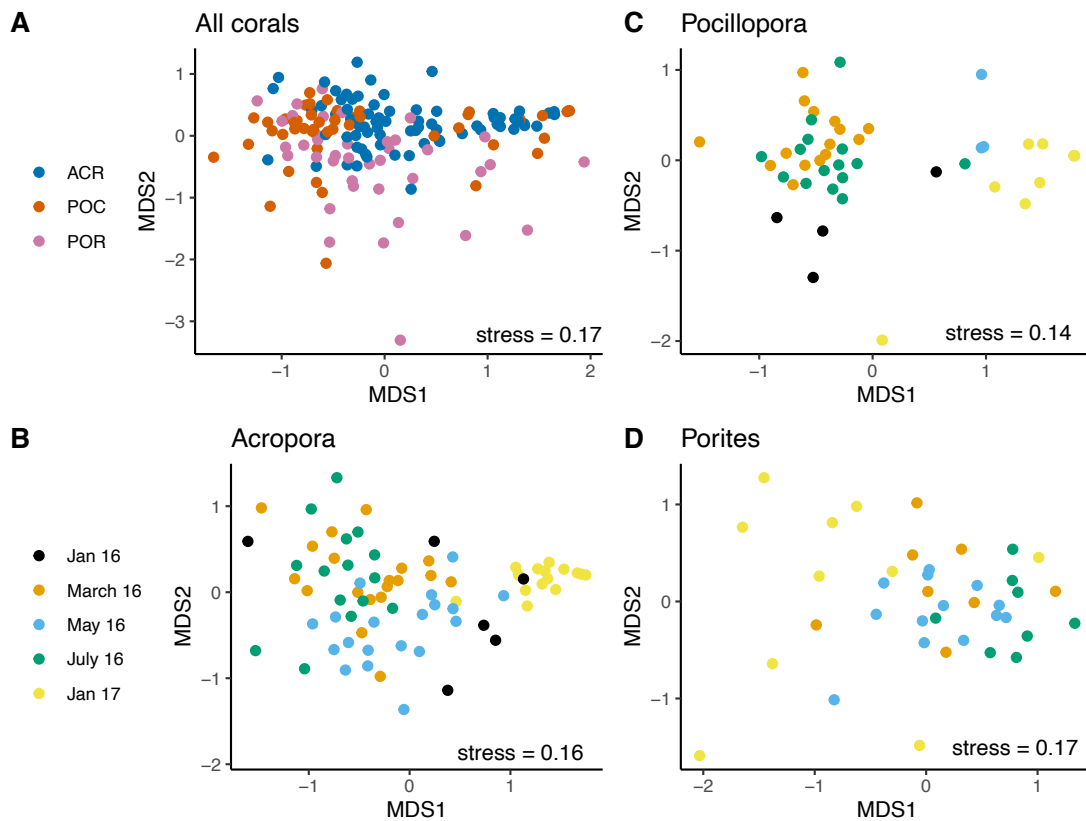 A
All corals
MDS2
1
0
−1
−2
−3
−1
0
1
2
MDS1
stress = 0.17
ACR
POC
POR
C
Pocillopora
MDS2
1
0
−1
−2
−1
0
1
MDS1
stress = 0.14
B
Acropora
MDS2
1
0
−1
−2
−1
0
1
MDS1
stress = 0.16
Jan 16
March 16
May 16
July 16
Jan 17
D
Porites
MDS2
1
0
−1
−2
−1
0
1
MDS1
stress = 0.17